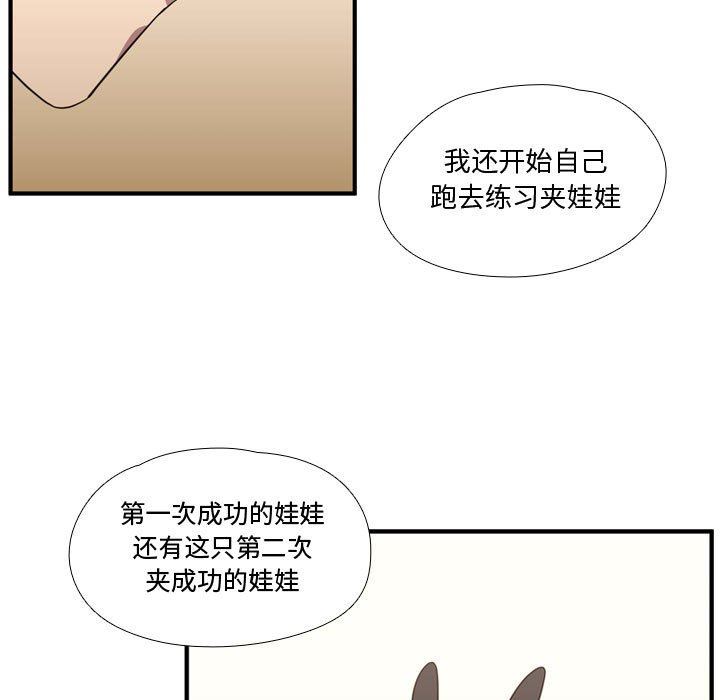 我还开始自己
跑去练习夹娃娃
第一次成功的娃娃
还有这只第二次
夹成功的娃娃